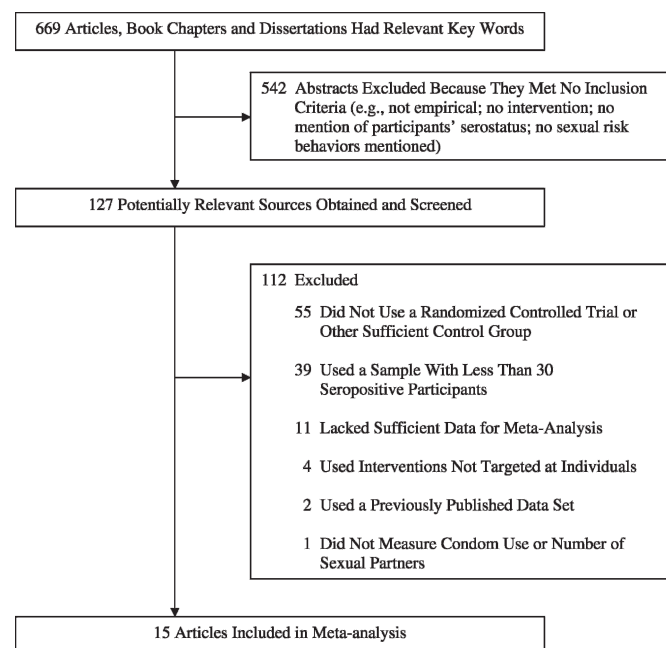 669 Articles, Book Chapters and Dissertations Had Relevant Key Words
542 Abstracts Excluded Because They Met No Inclusion
Criteria (e.g., not empirical; no intervention; no
mention of participants' serostatus; no sexual risk
behaviors mentioned)
127 Potentially Relevant Sources Obtained and Screened
112 Excluded
55 Did Not Use a Randomized Controlled Trial or
Other Sufficient Control Group
39 Used a Sample With Less Than 30
Seropositive Participants
11 Lacked Sufficient Data for Meta-Analysis
4 Used Interventions Not Targeted at Individuals
2 Used a Previously Published Data Set
1 Did Not Measure Condom Use or Number of
Sexual Partners
15 Articles Included in Meta-analysis